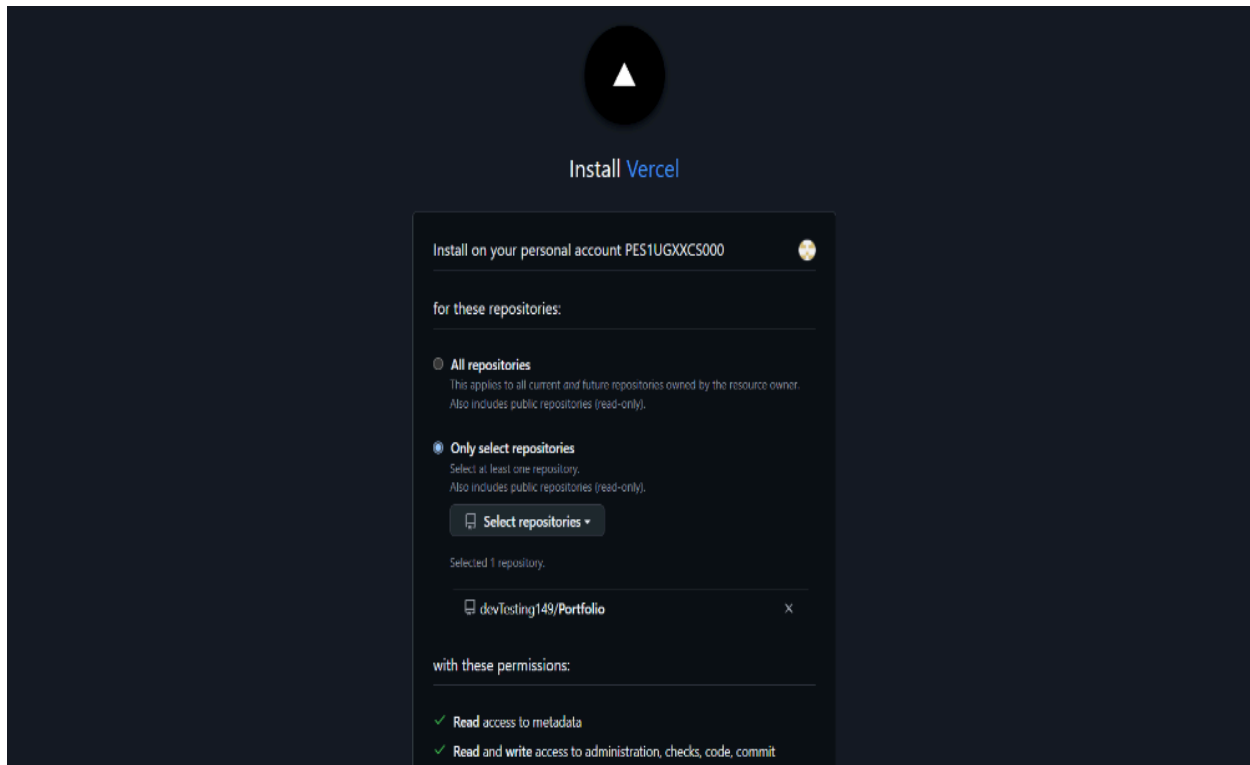 Install Vercel
Install on your personal account PES1UGXXCS000
for these repositories:
All repositories
This applies to all current and future repositories owned by the resource owner.
Also includes public repositories (read-only).
Only select repositories
Select at least one repository.
Also includes public repositories (read-only).
Select repositories
Selected 1 repository.
devTesting149/Portfolio
with these permissions:
Read access to metadata
Read and write access to administration, checks, code, commit